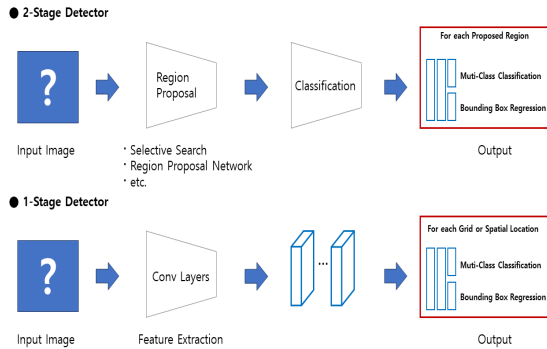 ● 2-Stage Detector
For each Proposed Region
?
Region
Proposal
Classification
Muti-Class Classification
Bounding Box Regression
Input Image
· Selective Search
· Region Proposal Network
· etc.
Output
● 1-Stage Detector
For each Grid or Spatial Location
?
Conv Layers
...
Muti-Class Classification
Bounding Box Regression
Input Image
Feature Extraction
Output